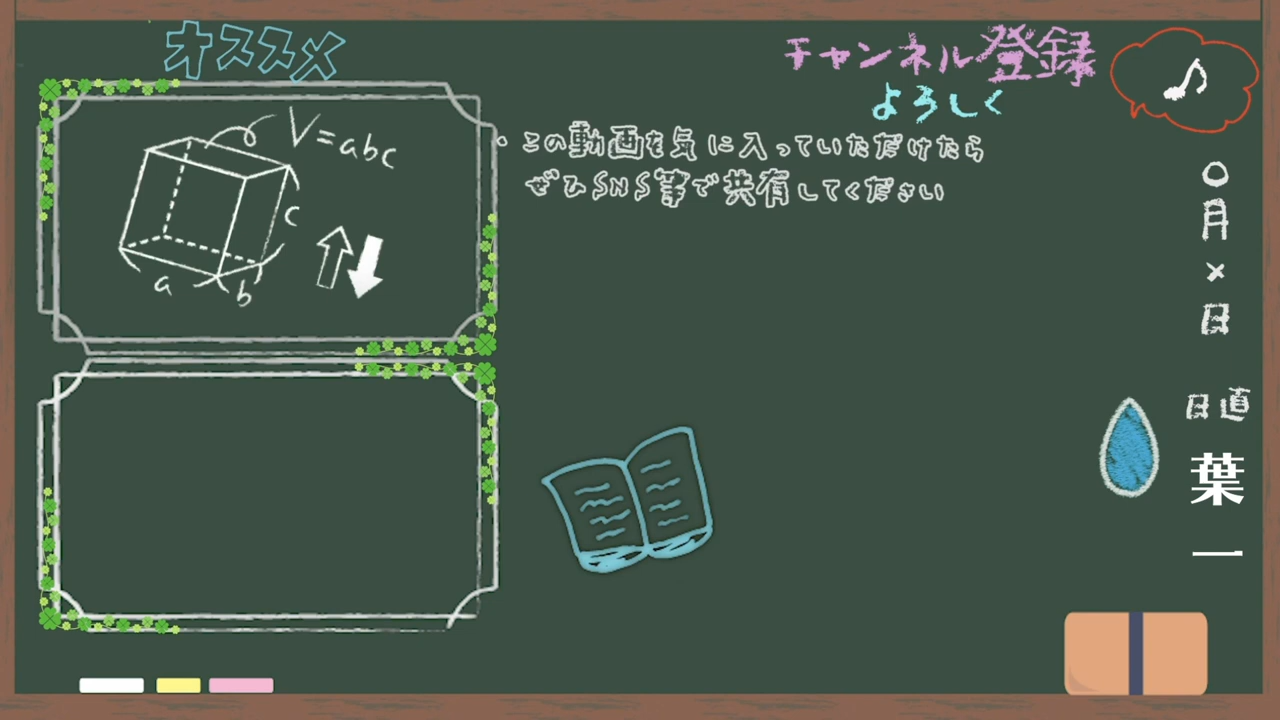 オススメ
チャンネル登録
よろしく
・この動画を気に入っていただけたら
ぜひSNS等で共有してください
V=abc
c
a
b
〇月×日
日直
葉一